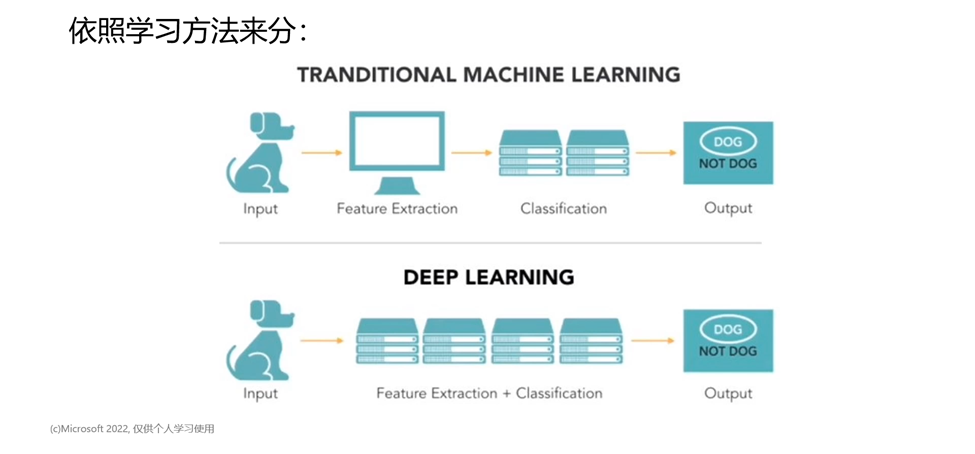 依照学习方法来分：
TRANDITIONAL MACHINE LEARNING
DOG
NOT DOG
Input
Feature Extraction
Classification
Output
DEEP LEARNING
DOG
NOT DOG
Input
Feature Extraction + Classification
Output
(c)Microsoft 2022, 仅供个人学习使用